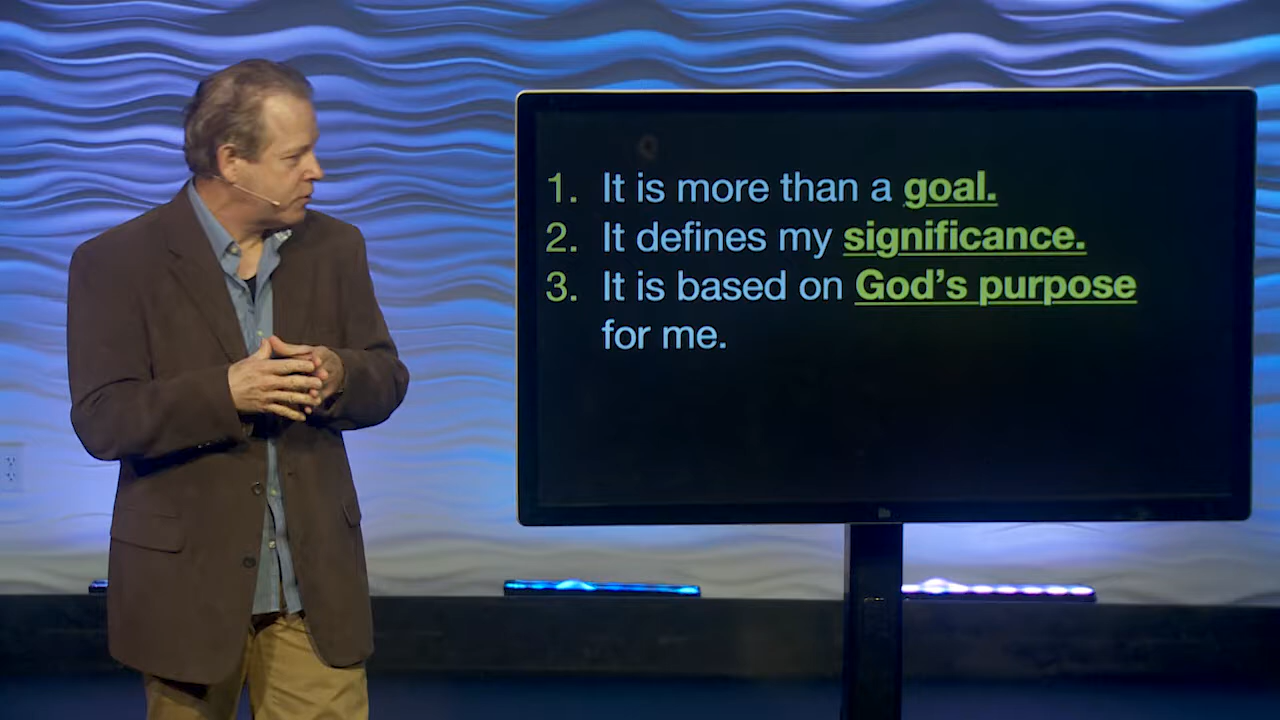 1. It is more than a goal.
2. It defines my significance.
3. It is based on God's purpose
for me.